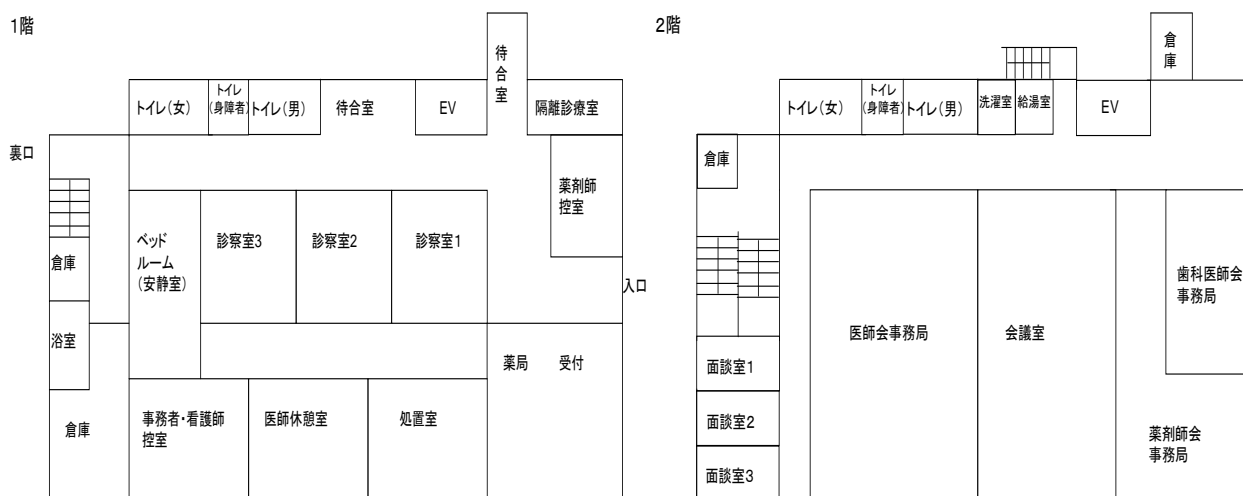 1階
待
合
室
トイレ(女)
トイレ
(身障者)
トイレ(男)
待合室
EV
隔離診療室
裏口
薬剤師
控室
ベッド
ルーム
(安静室)
診察室3
診察室2
診察室1
倉庫
入口
浴室
薬局
受付
倉庫
事務者・看護師
控室
医師休憩室
処置室
2階
倉
庫
トイレ(女)
トイレ
(身障者)
トイレ(男)
洗濯室
給湯室
EV
倉庫
歯科医師会
事務局
医師会事務局
会議室
面談室1
面談室2
面談室3
薬剤師会
事務局